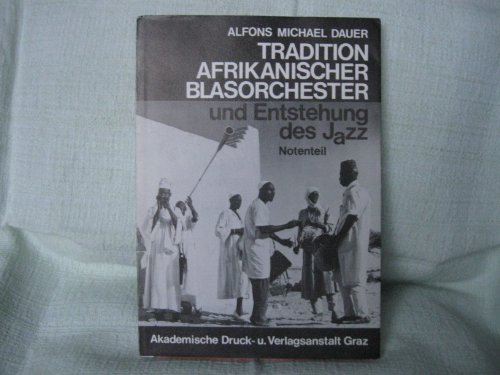 ALFONS MICHAEL DAUER
TRADITION
AFRIKANISCHER
BLASORCHESTER
und Entstehung
des Jazz
Notenteil
Akademische Druck- u. Verlagsanstalt Graz